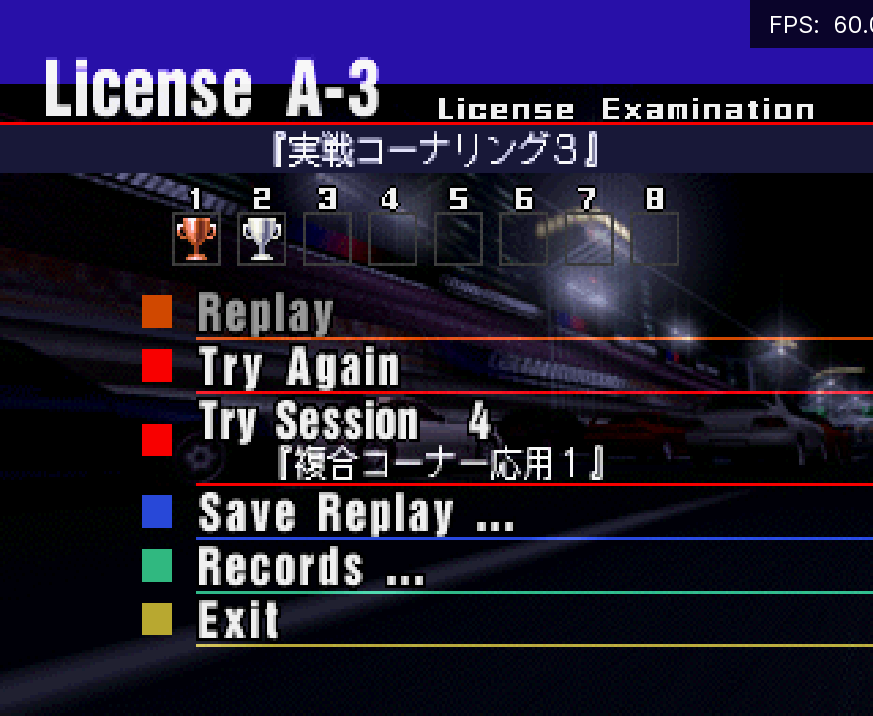 FPS: 60.0
License A-3
License Examination
『実戦コーナリング3』
1 2 3 4 5 6 7 8
Replay
Try Again
Try Session 4
『複合コーナー応用１』
Save Replay ...
Records ...
Exit